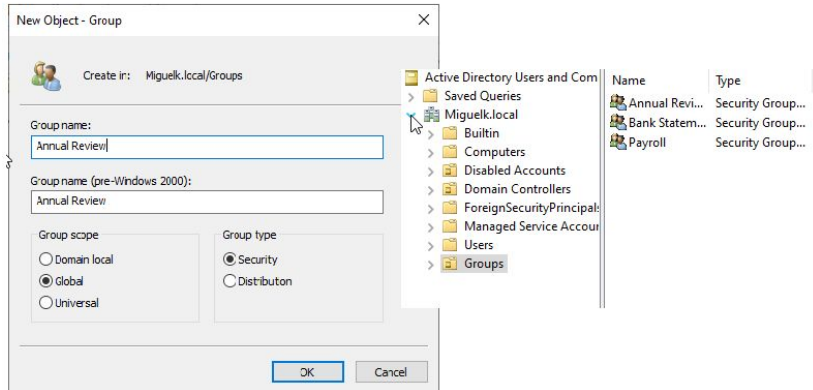 New Object - Group
Create in: Miguelk.local/Groups
Group name:
Annual Review
Group name (pre-Windows 2000):
Annual Review
Group scope
Domain local
Global
Universal
Group type
Security
Distribution
OK
Cancel
Active Directory Users and Com
Saved Queries
Miguelk.local
Builtin
Computers
Disabled Accounts
Domain Controllers
ForeignSecurityPrincipals
Managed Service Accour
Users
Groups
Name Type
Annual Revi... Security Group...
Bank Statem... Security Group...
Payroll Security Group...